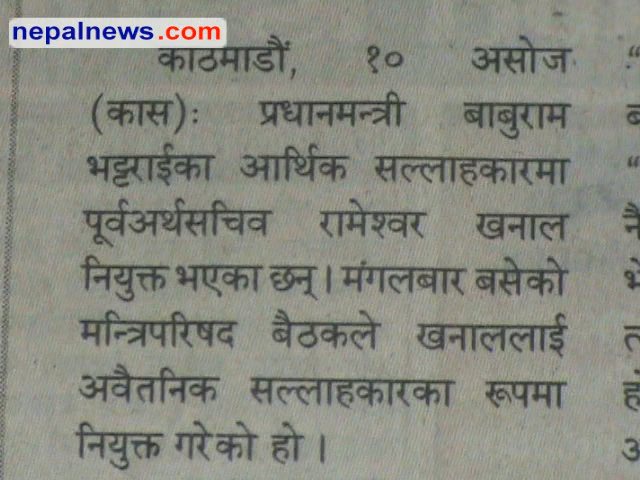 nepalnews.com
काठमाडौं, १० असोज
(कास): प्रधानमन्त्री बाबुराम
भट्टराईका आर्थिक सल्लाहकारमा
पूर्वअर्थसचिव रामेश्वर खनाल
नियुक्त भएका छन् । मंगलबार बसेको
मन्त्रिपरिषद बैठकले खनाललाई
अवैतनिक सल्लाहकारका रूपमा
नियुक्त गरेको हो ।